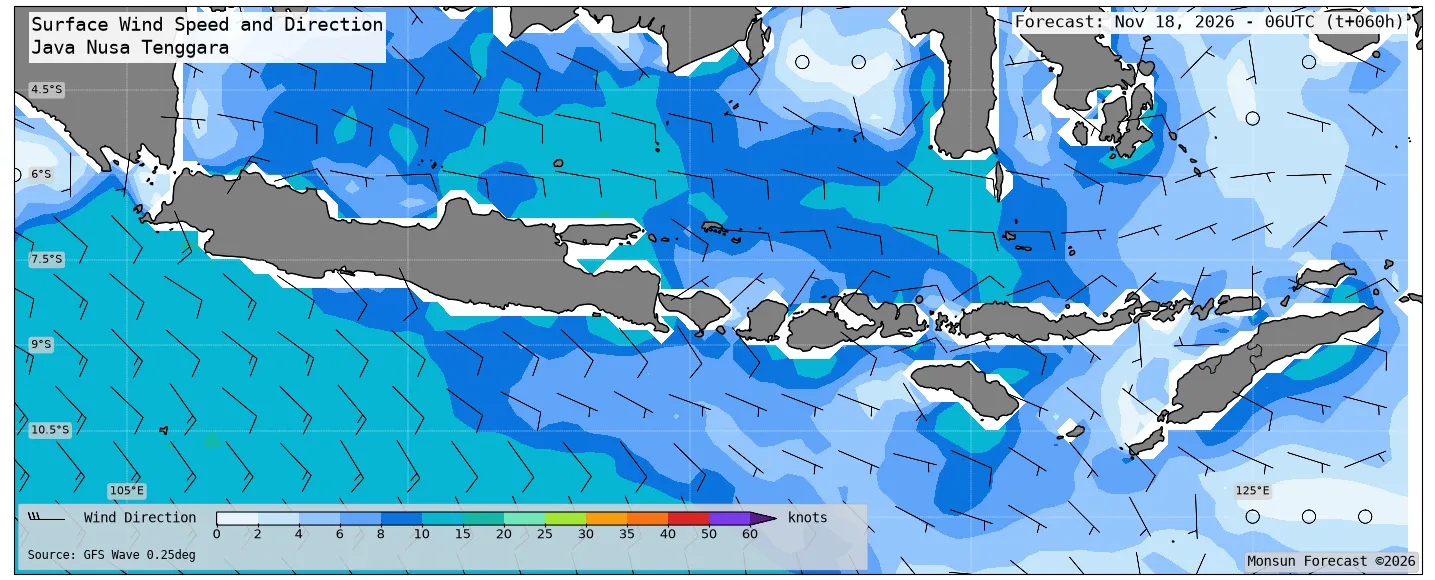 Surface Wind Speed and Direction
Java Nusa Tenggara
Forecast: Nov 18, 2026 - 06UTC (t+060h)
4.5°S
6°S
7.5°S
9°S
10.5°S
105°E
125°E
Wind Direction
0 2 4 6 8 10 15 20 25 30 35 40 50 60
knots
Source: GFS Wave 0.25deg
Monsun Forecast ©2026